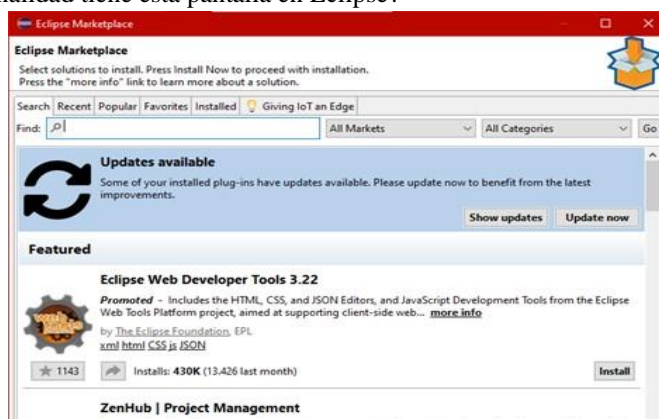 tiene esta pantalla en Eclipse?
Eclipse Marketplace
Eclipse Marketplace
Select solutions to install. Press Install Now to proceed with installation.
Press the "more info" link to learn more about a solution.
Search Recent Popular Favorites Installed Giving IoT an Edge
Find: All Markets All Categories Go
Updates available
Some of your installed plug-ins have updates available. Please update now to benefit from the latest
improvements.
Show updates Update now
Featured
Eclipse Web Developer Tools 3.22
Promoted - Includes the HTML, CSS, and JSON Editors, and JavaScript Development Tools from the Eclipse
Web Tools Platform project, aimed at supporting client-side web... more info
by The Eclipse Foundation, EPL
xml html CSS js JSON
1143 Installs: 430K (13.426 last month) Install
ZenHub | Project Management